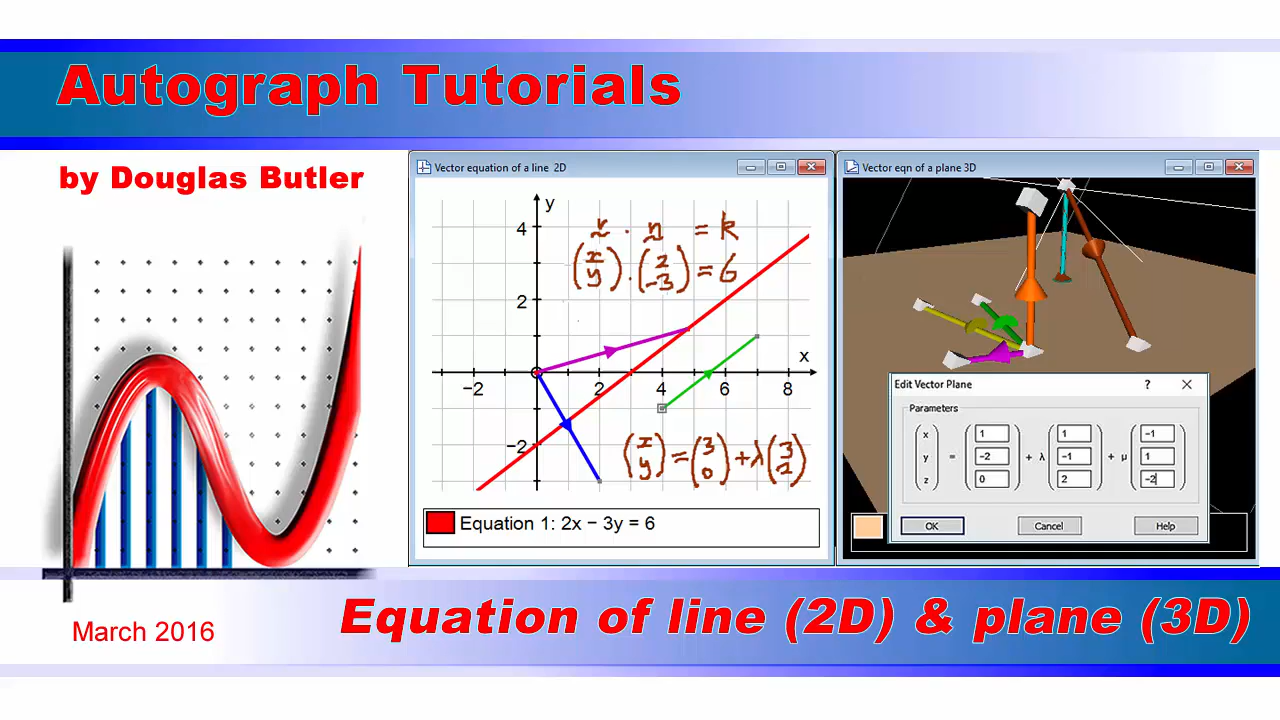 Autograph Tutorials
by Douglas Butler
Vector equation of a line 2D
y
4
2
-2
x
−2 2 4 6 8
r . n = k
(x y) . (2 -3) = 6
(x y) = (3 0) + λ (3 2)
Equation 1: 2x − 3y = 6
Vector eqn of a plane 3D
Edit Vector Plane ?
Parameters
x 1 1 -1
y = -2 + λ -1 + μ 1
z 0 2 -2
OK Cancel Help
March 2016
Equation of line (2D) & plane (3D)